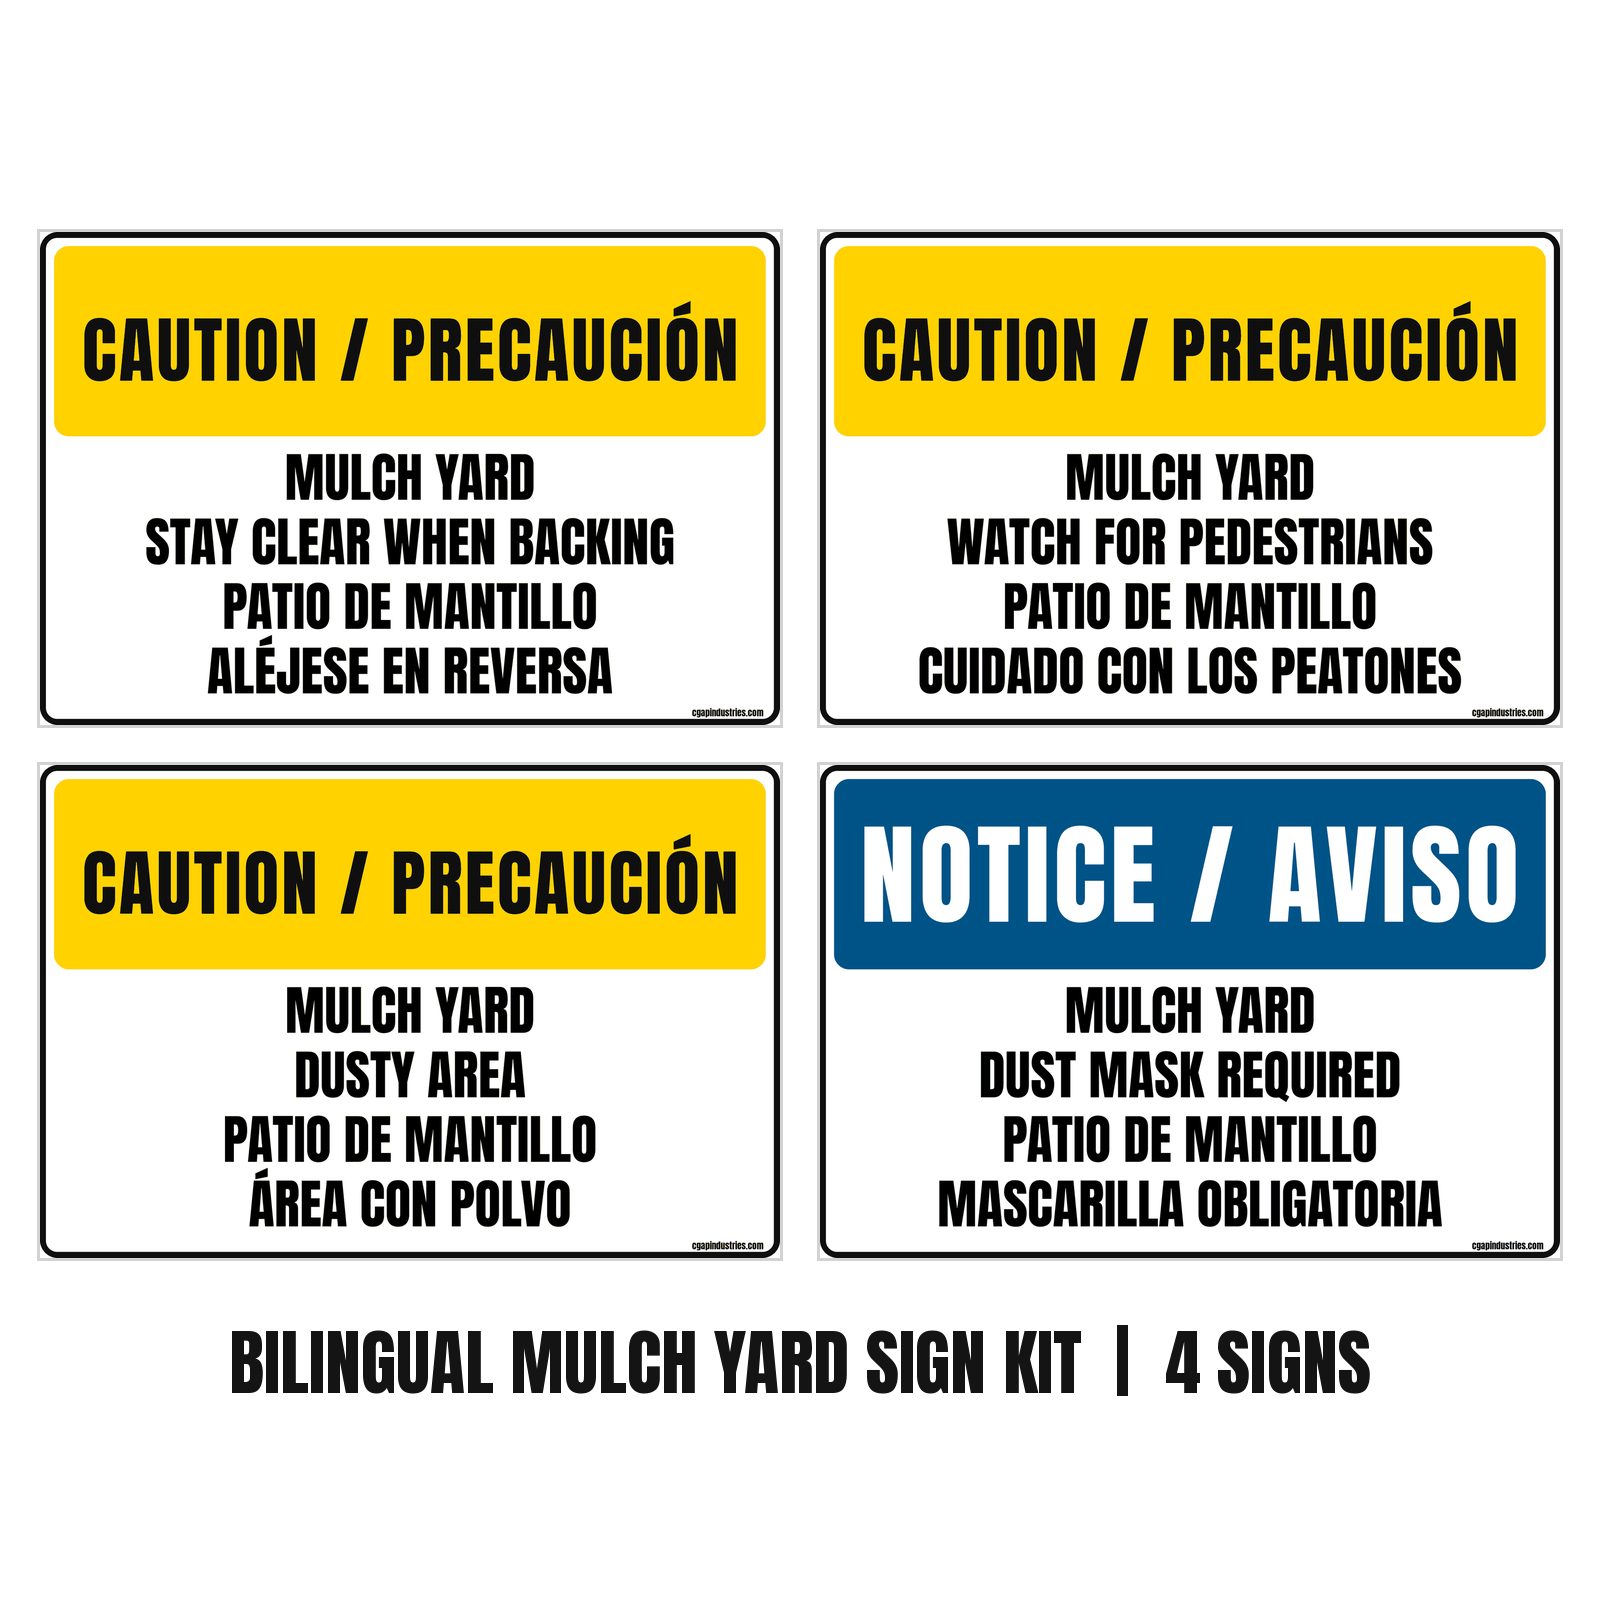 CAUTION / PRECAUCIÓN
MULCH YARD
STAY CLEAR WHEN BACKING
PATIO DE MANTILLO
ALÉJESE EN REVERSA
cgapindustries.com
CAUTION / PRECAUCIÓN
MULCH YARD
WATCH FOR PEDESTRIANS
PATIO DE MANTILLO
CUIDADO CON LOS PEATONES
cgapindustries.com
CAUTION / PRECAUCIÓN
MULCH YARD
DUSTY AREA
PATIO DE MANTILLO
ÁREA CON POLVO
cgapindustries.com
NOTICE / AVISO
MULCH YARD
DUST MASK REQUIRED
PATIO DE MANTILLO
MASCARILLA OBLIGATORIA
cgapindustries.com
BILINGUAL MULCH YARD SIGN KIT | 4 SIGNS